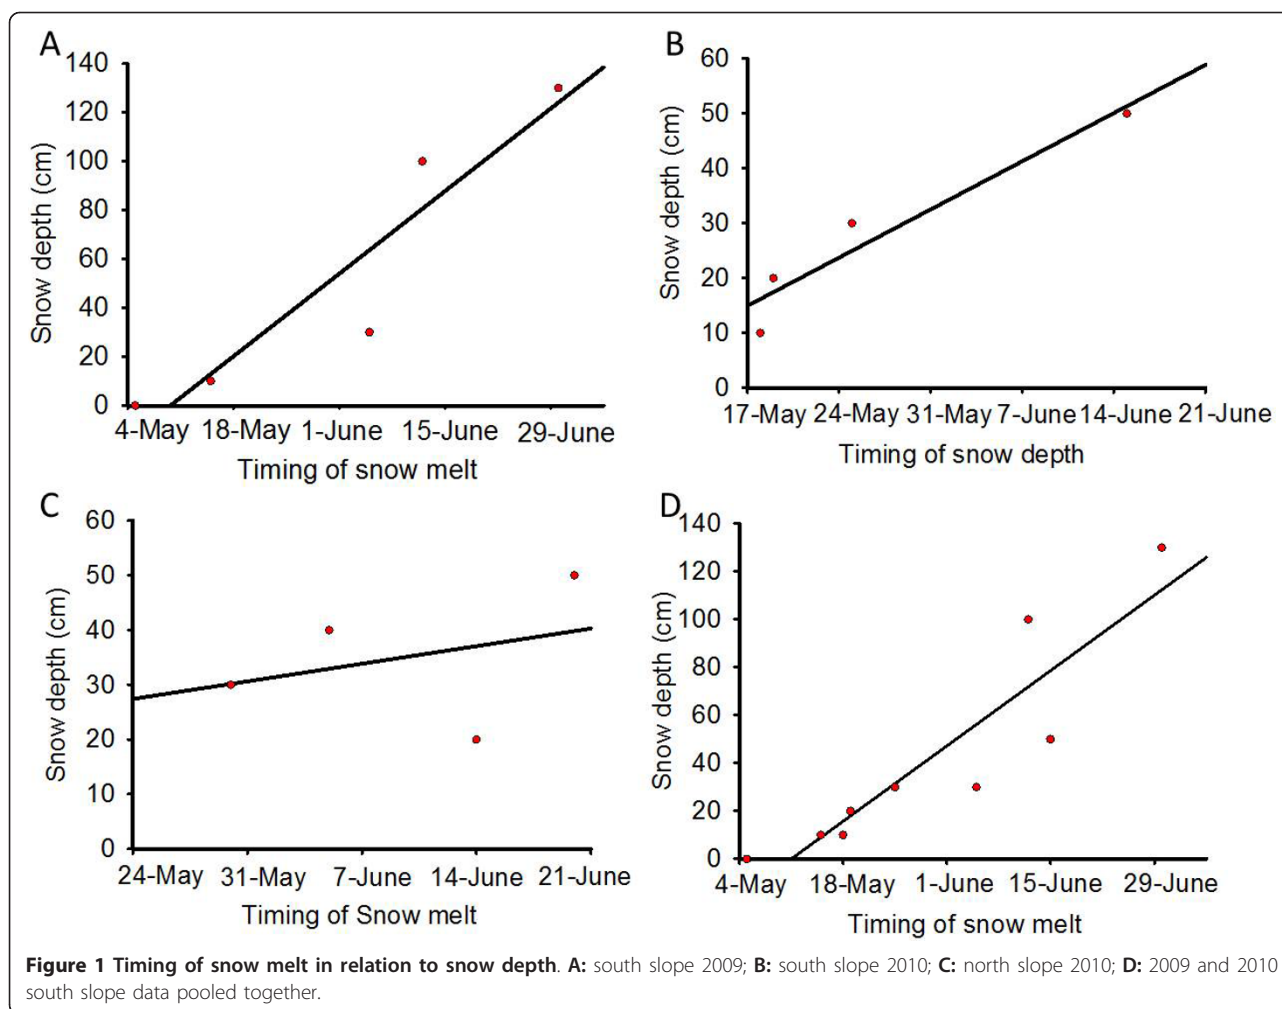 A
140
120
100
80
60
40
20
0
Snow depth (cm)
4-May 18-May 1-June 15-June 29-June
Timing of snow melt
B
60
50
40
30
20
10
0
Snow depth (cm)
17-May 24-May 31-May 7-June 14-June 21-June
Timing of snow depth
C
60
50
40
30
20
10
0
Snow depth (cm)
24-May 31-May 7-June 14-June 21-June
Timing of Snow melt
D
140
120
100
80
60
40
20
0
Snow depth (cm)
4-May 18-May 1-June 15-June 29-June
Timing of snow melt
Figure 1 Timing of snow melt in relation to snow depth. A: south slope 2009; B: south slope 2010; C: north slope 2010; D: 2009 and 2010
south slope data pooled together.